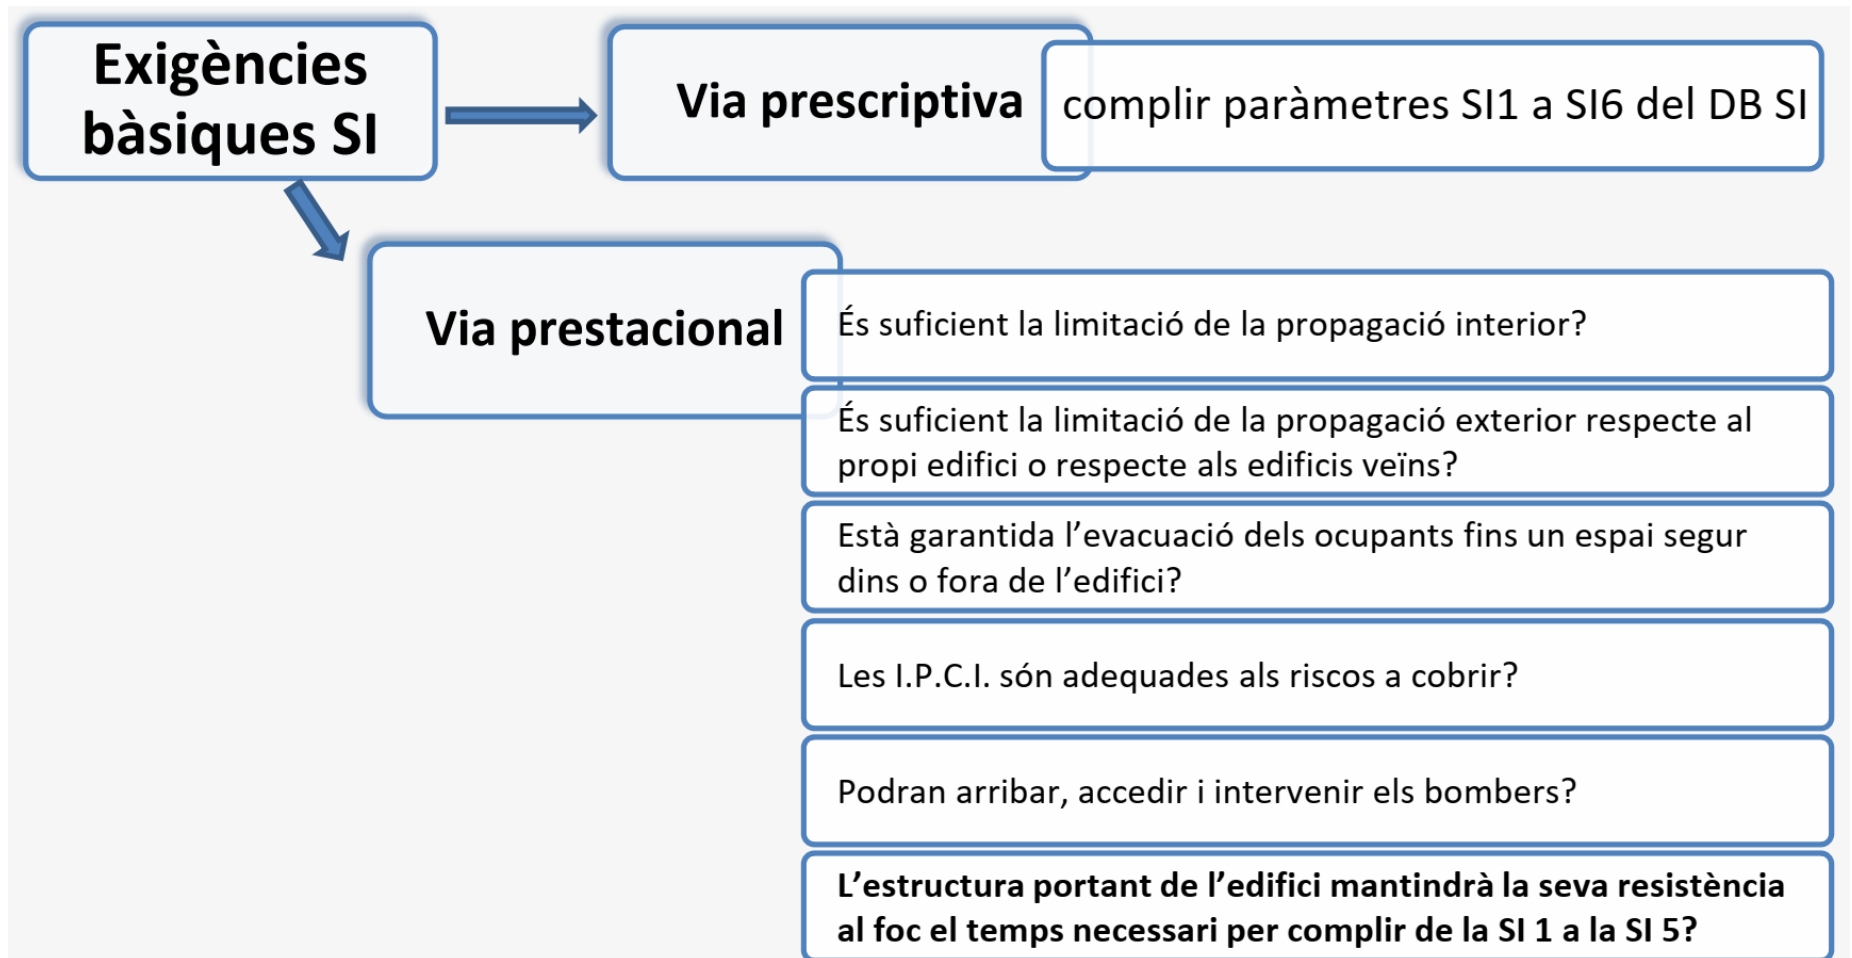 Exigències
bàsiques SI
Via prescriptiva
complir paràmetres SI1 a SI6 del DB SI
Via prestacional
És suficient la limitació de la propagació interior?
És suficient la limitació de la propagació exterior respecte al
propi edifici o respecte als edificis veïns?
Està garantida l’evacuació dels ocupants fins un espai segur
dins o fora de l’edifici?
Les I.P.C.I. són adequades als riscos a cobrir?
Podran arribar, accedir i intervenir els bombers?
L’estructura portant de l’edifici mantindrà la seva resistència
al foc el temps necessari per complir de la SI 1 a la SI 5?